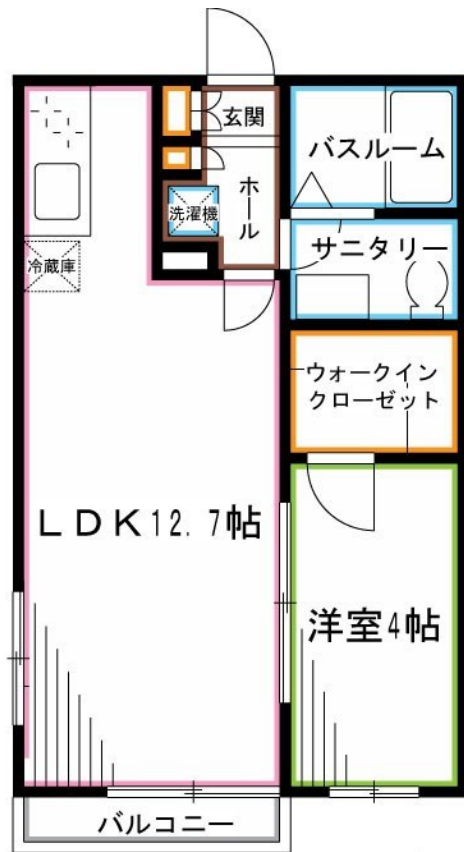 玄関
バスルーム
ホール
洗濯機
サニタリー
冷蔵庫
ウォークイン
クローゼット
LDK12.7帖
洋室4帖
バルコニー